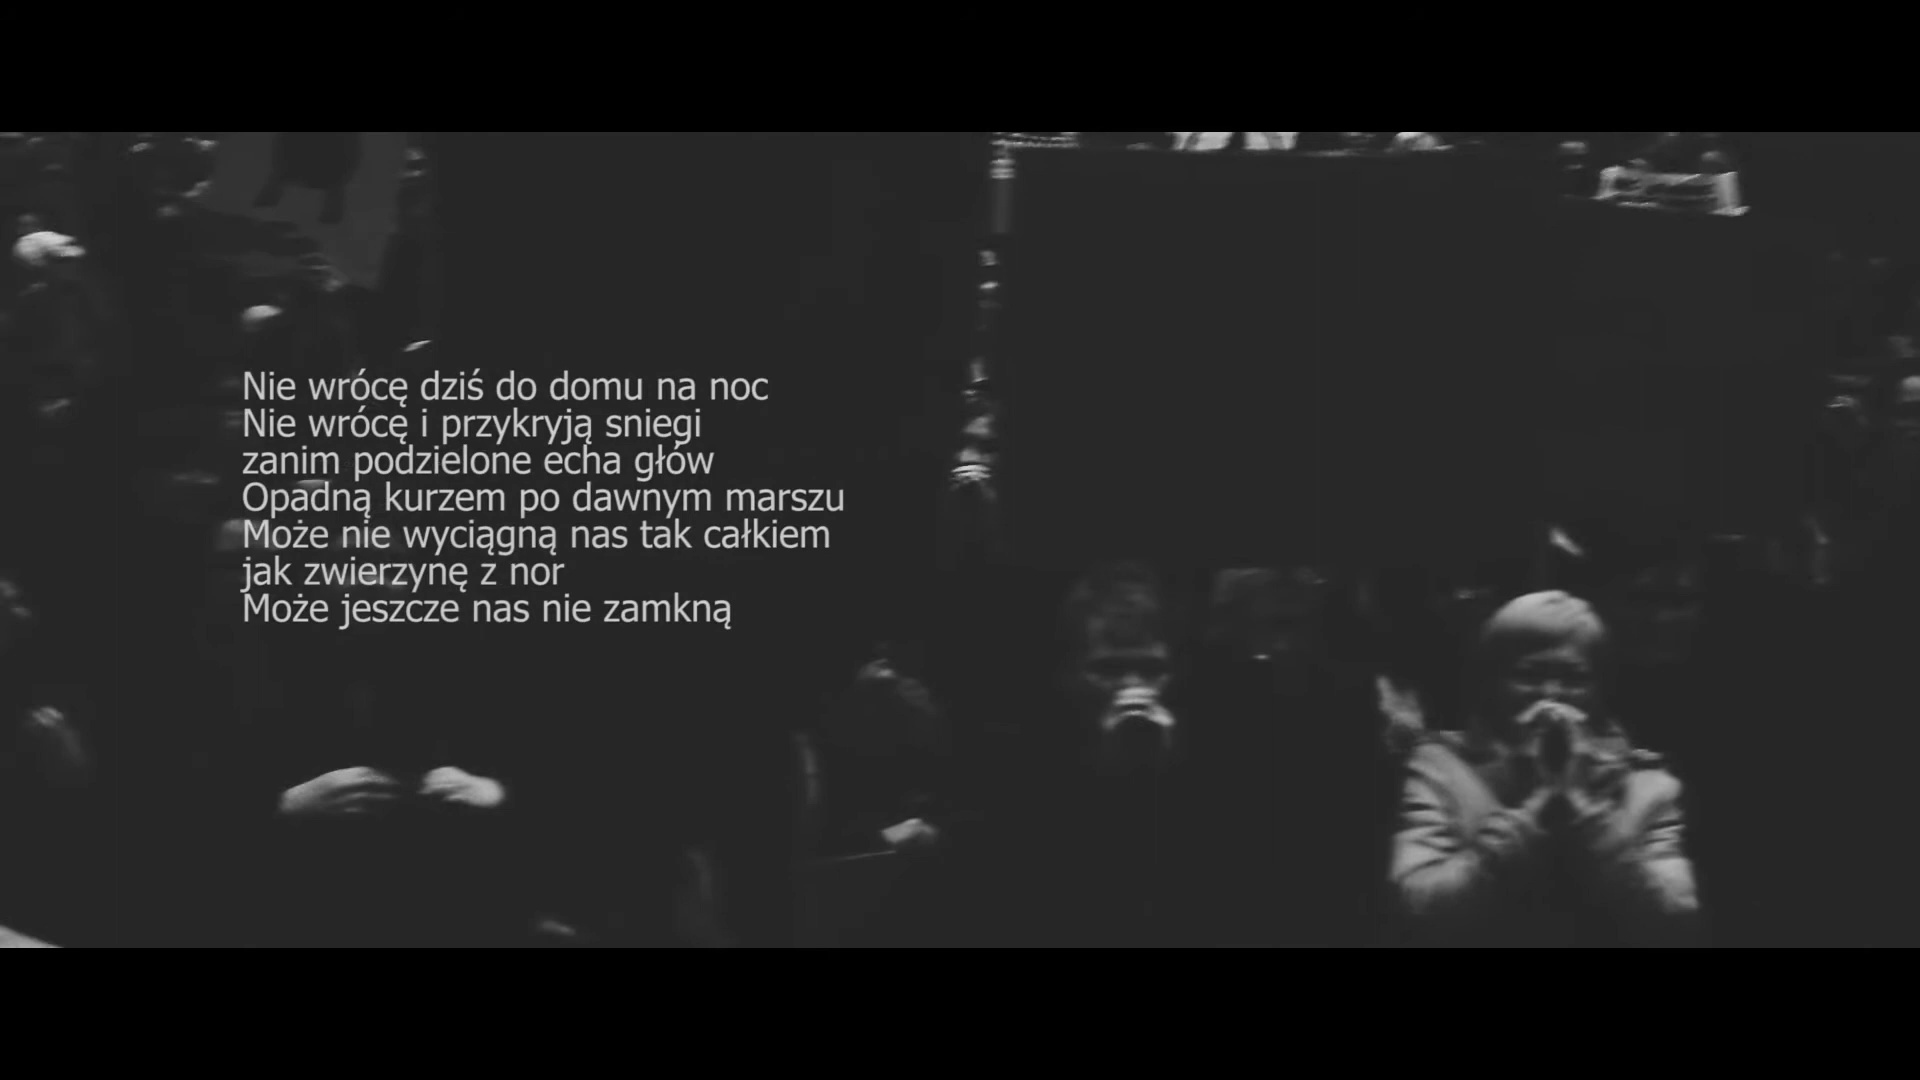 Nie wrócę dziś do domu na noc
Nie wrócę i przykryją sniegi
zanim podzielone echa głów
Opadną kurzem po dawnym marszu
Może nie wyciągną nas tak całkiem
jak zwierzynę z nor
Może jeszcze nas nie zamkną